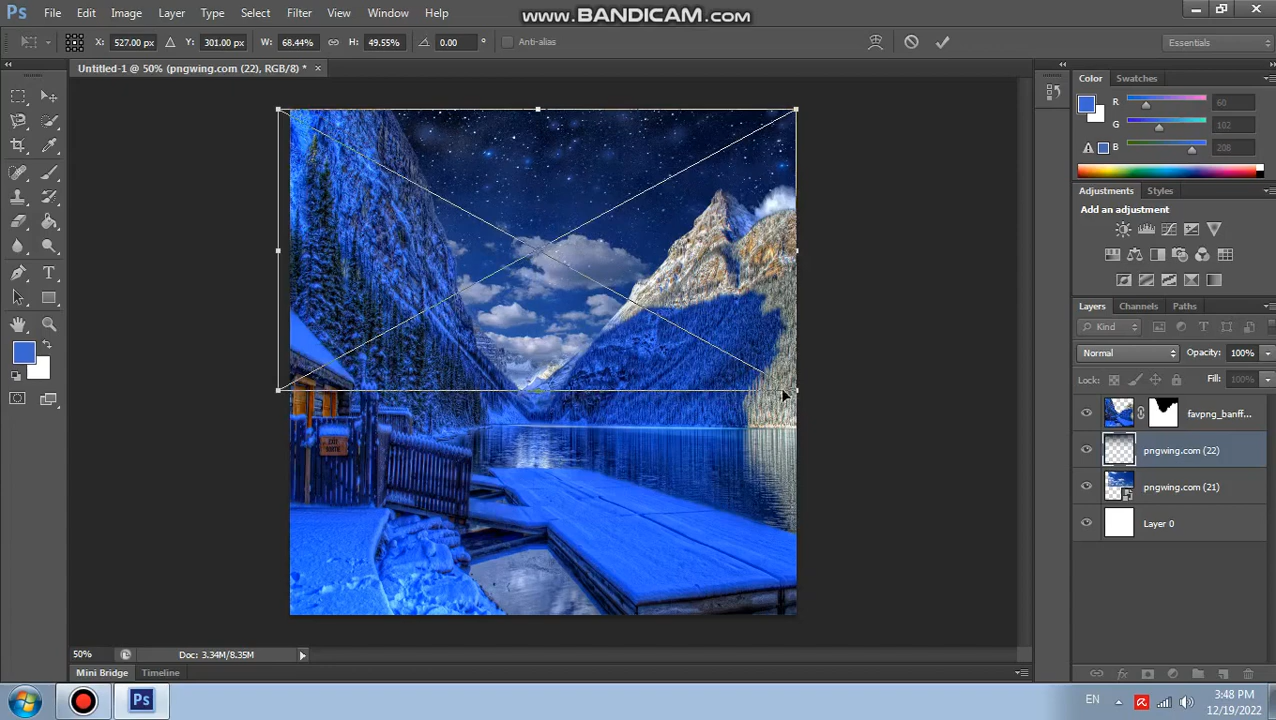 www.BANDICAM.com
Ps File Edit Image Layer Type Select Filter View Window Help
X: 527.00 px Y: 301.00 px W: 68.44% H: 49.55% 0.00 ° Anti-alias Essentials
Untitled-1 @ 50% (pngwing.com (22), RGB/8) * ×
Color Swatches
R 60
G 102
B 208
Adjustments Styles
Add an adjustment
Layers Channels Paths
Kind
Normal Opacity: 100%
Lock: Fill: 100%
favpng_banff...
pngwing.com (22)
pngwing.com (21)
Layer 0
50% Doc: 3.34M/8.35M
Mini Bridge Timeline
Ps EN 3:48 PM
12/19/2022